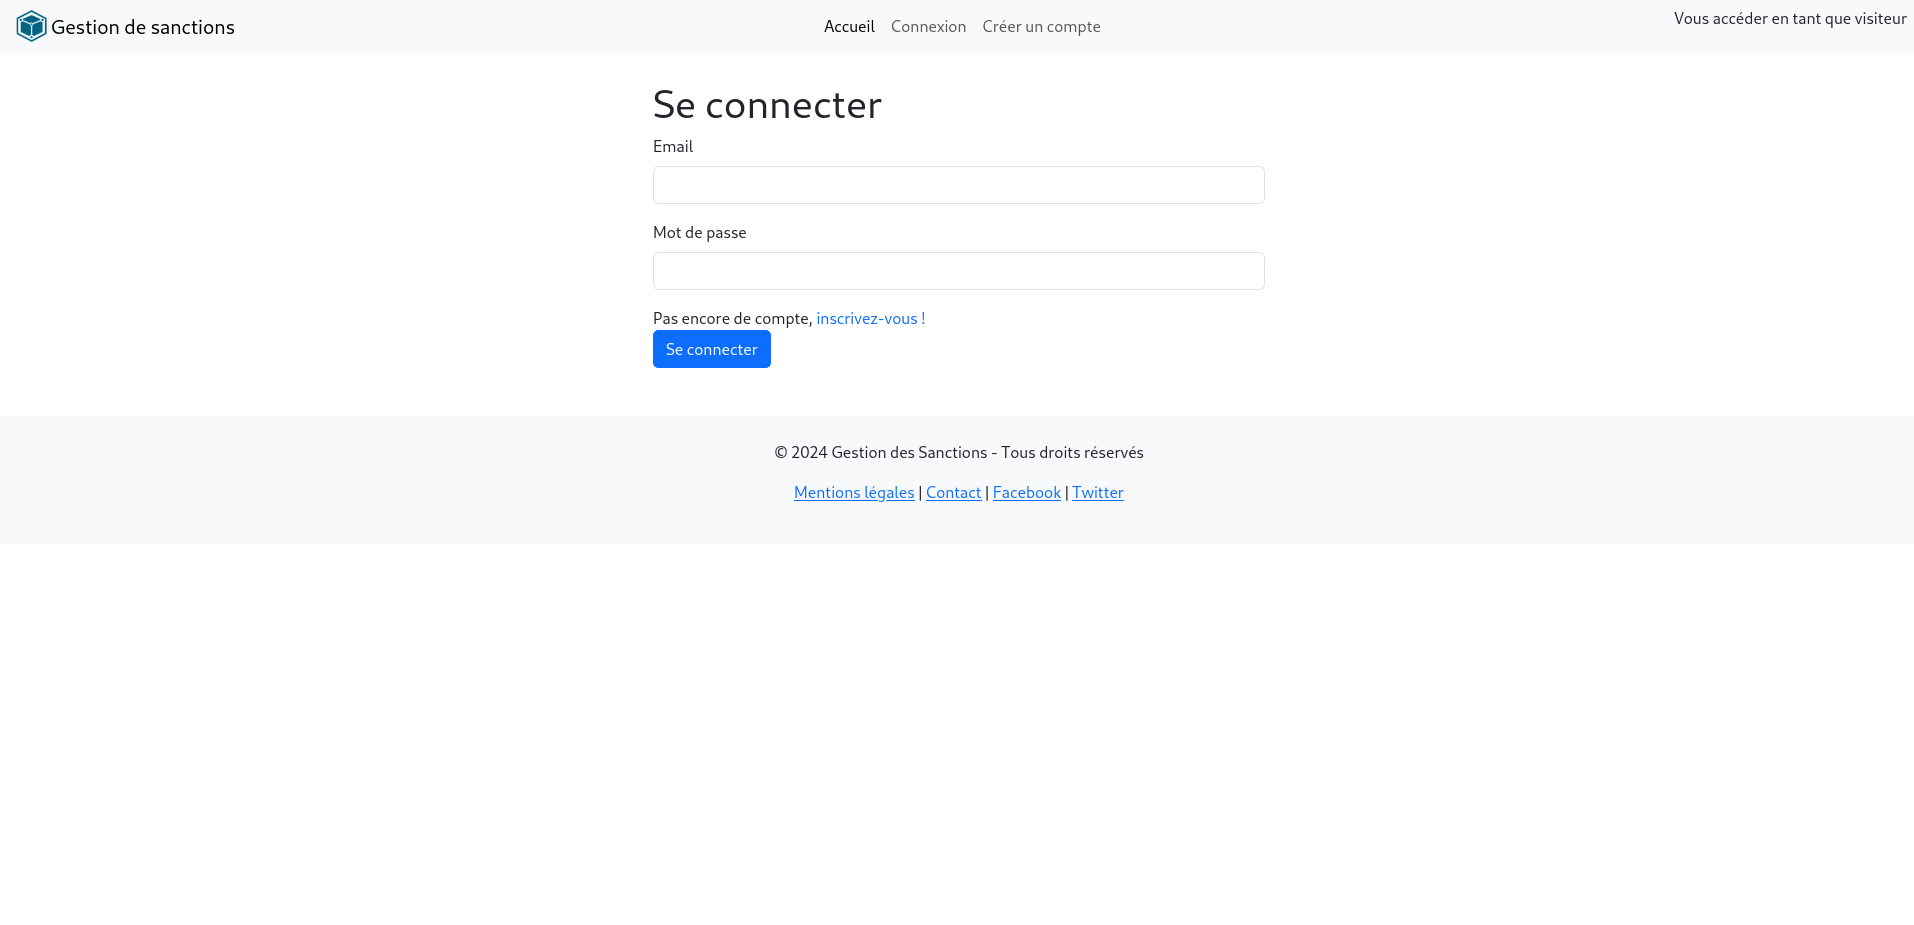 Gestion de sanctions
Accueil Connexion Créer un compte
Vous accéder en tant que visiteur
Se connecter
Email
Mot de passe
Pas encore de compte, inscrivez-vous !
Se connecter
© 2024 Gestion des Sanctions - Tous droits réservés
Mentions légales | Contact | Facebook | Twitter